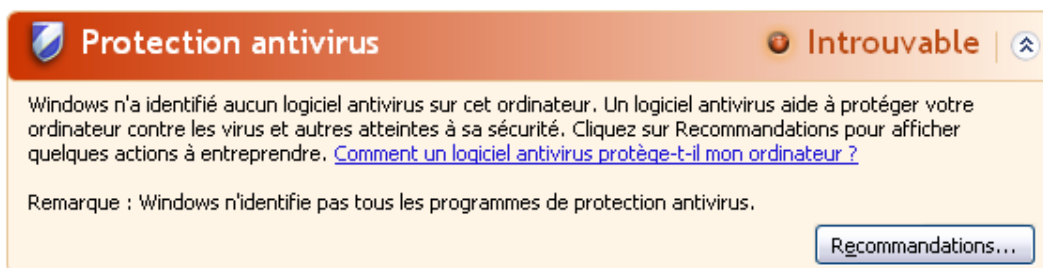 Protection antivirus
Introuvable
Windows n'a identifié aucun logiciel antivirus sur cet ordinateur. Un logiciel antivirus aide à protéger votre
ordinateur contre les virus et autres atteintes à sa sécurité. Cliquez sur Recommandations pour afficher
quelques actions à entreprendre. Comment un logiciel antivirus protège-t-il mon ordinateur ?
Remarque : Windows n'identifie pas tous les programmes de protection antivirus.
Recommandations...